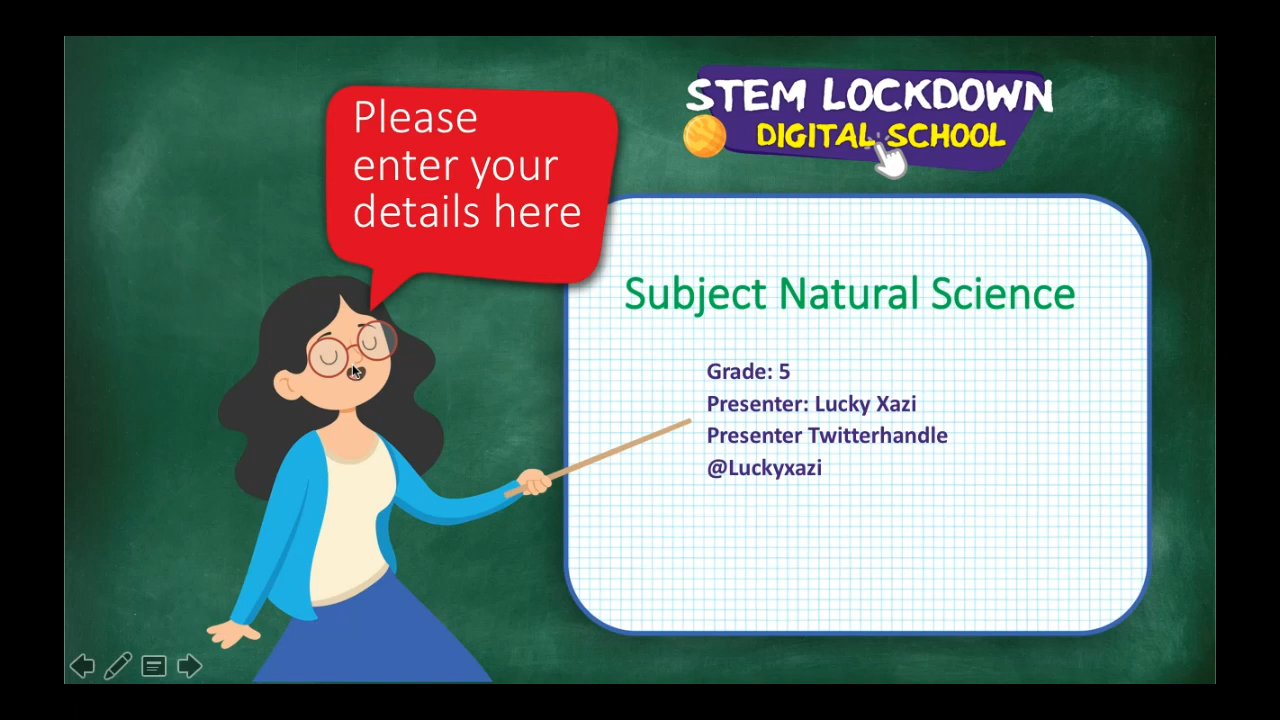 STEM LOCKDOWN
DIGITAL SCHOOL
Please
enter your
details here
Subject Natural Science
Grade: 5
Presenter: Lucky Xazi
Presenter Twitterhandle
@Luckyxazi